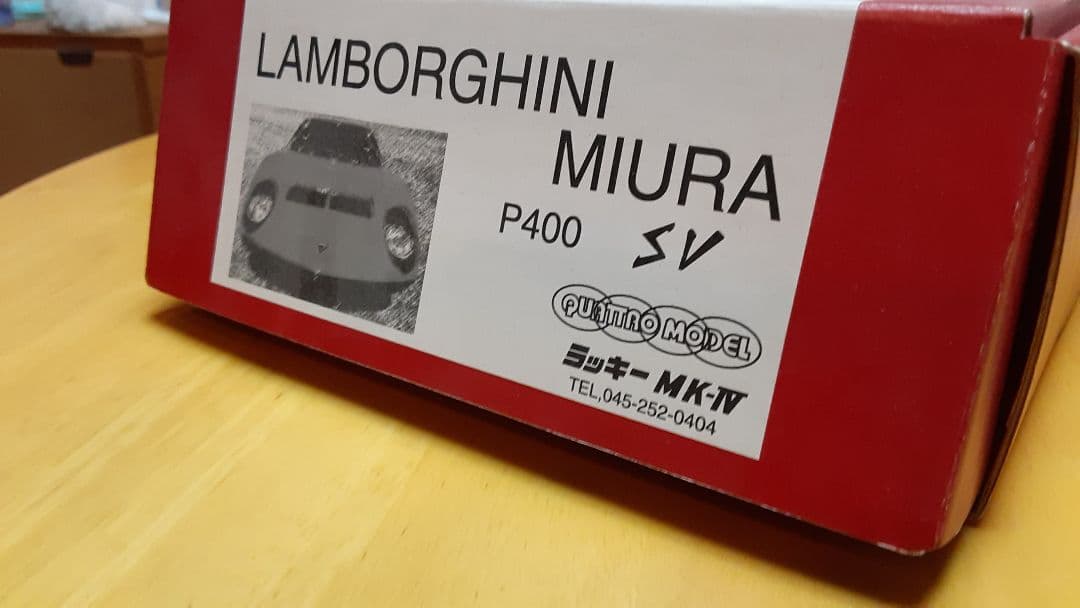 LAMBORGHINI
MIURA
P400 SV
QUATTRO MODEL
ラッキー MK-Ⅳ
TEL,045-252-0404